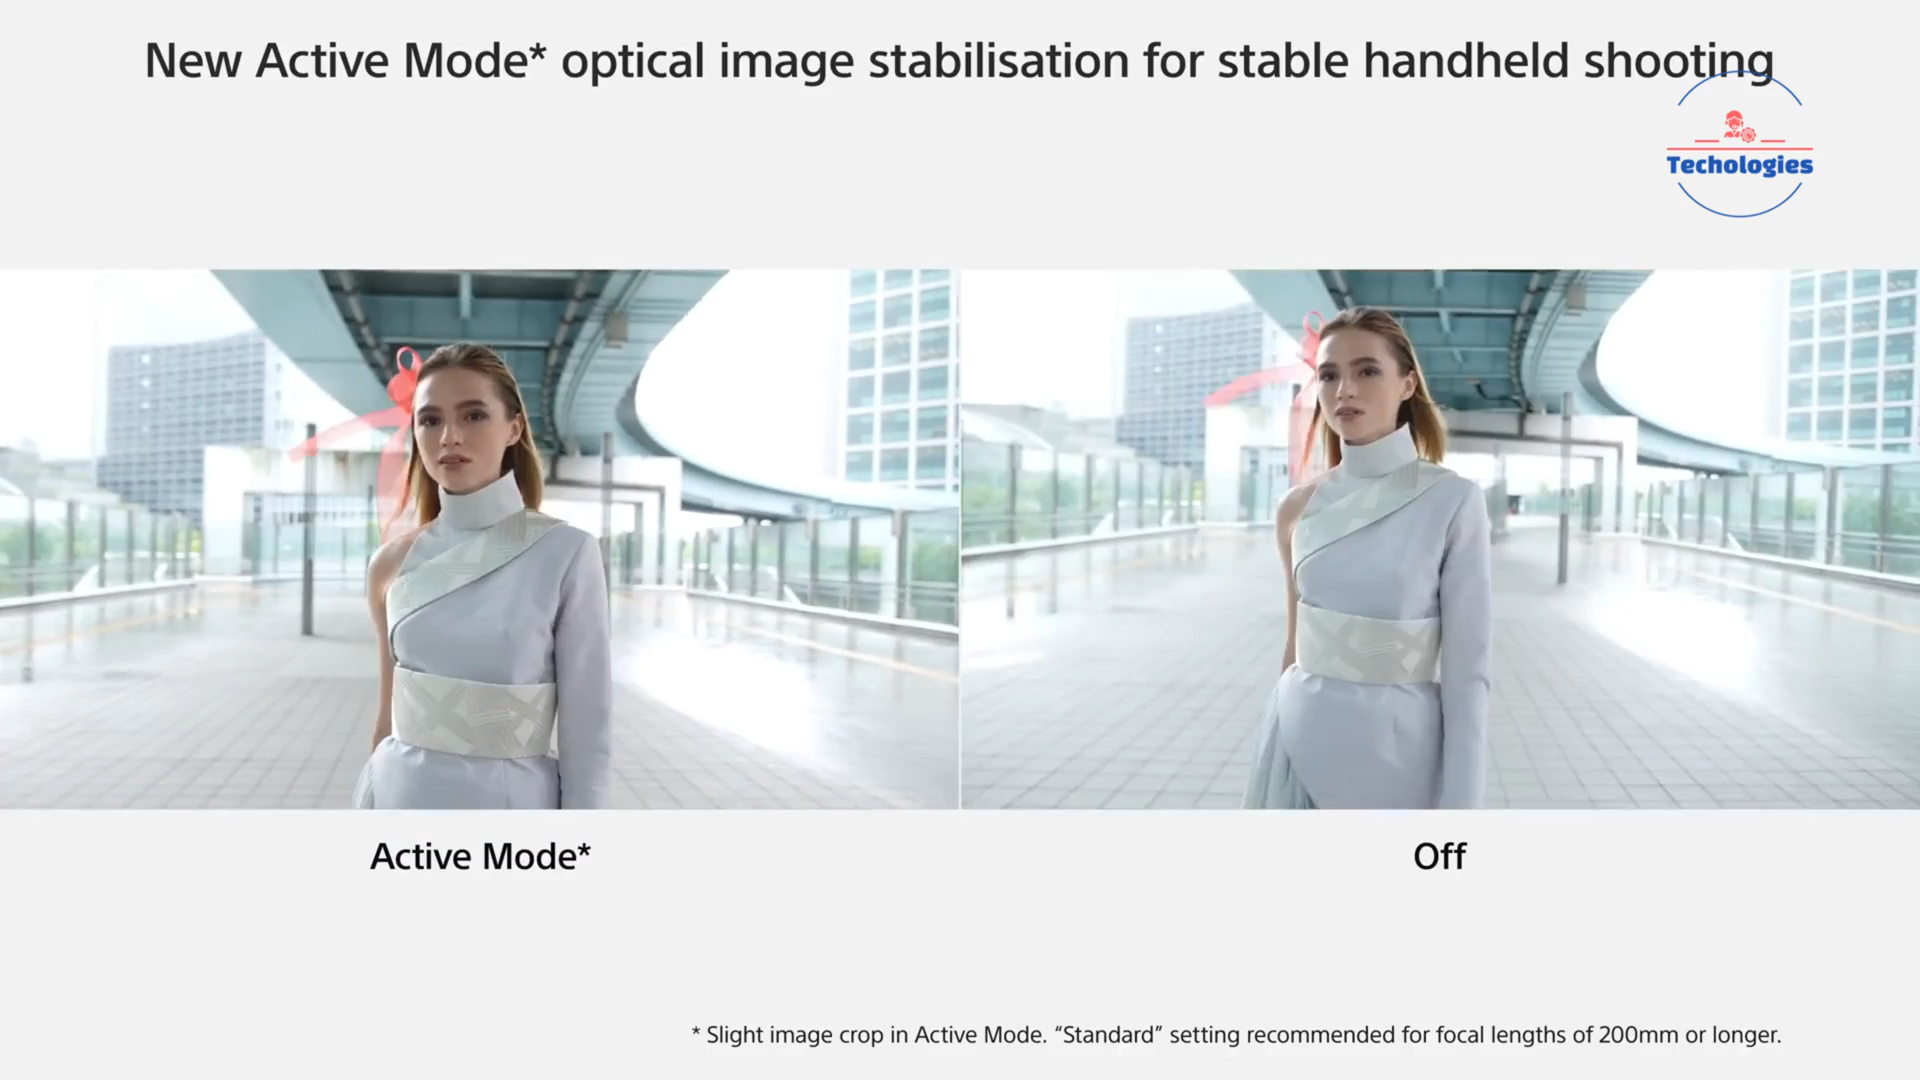 New Active Mode* optical image stabilisation for stable handheld shooting
Techologies
Active Mode*
Off
* Slight image crop in Active Mode. “Standard” setting recommended for focal lengths of 200mm or longer.